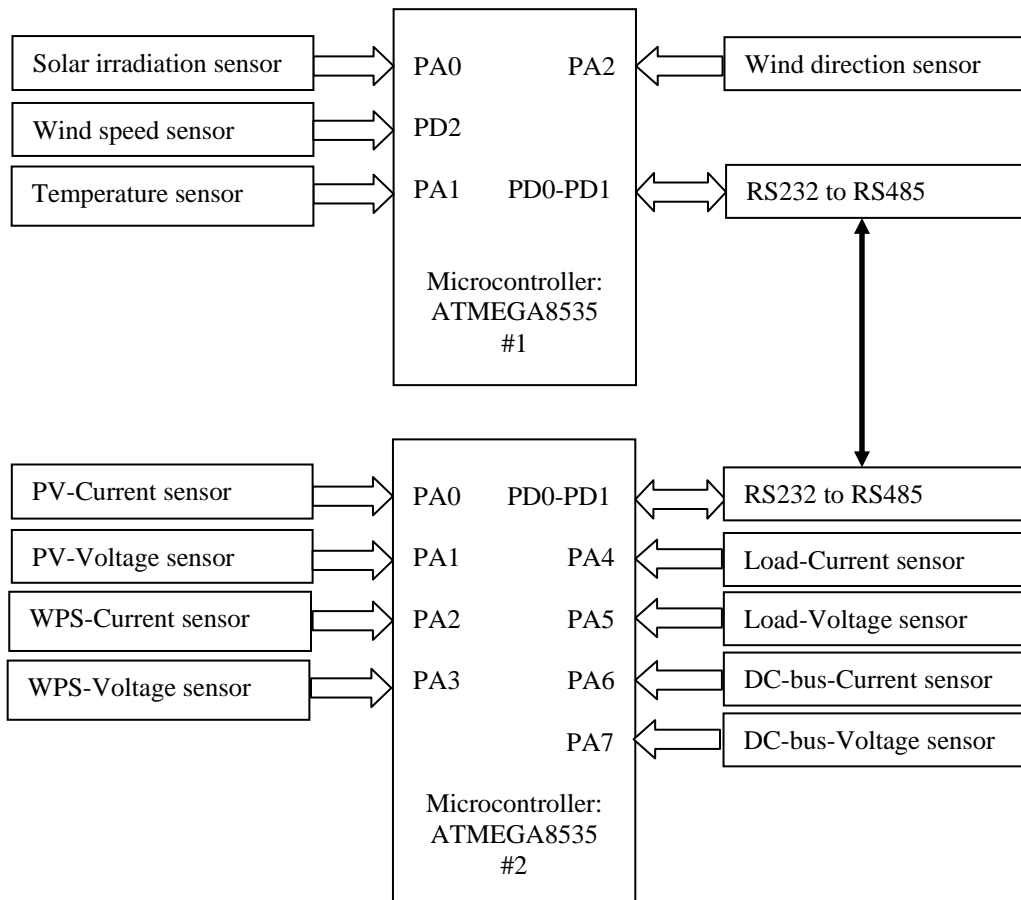 Solar irradiation sensor
PA0
PA2
Wind direction sensor
Wind speed sensor
PD2
Temperature sensor
PA1
PD0-PD1
RS232 to RS485
Microcontroller:
ATMEGA8535
#1
PV-Current sensor
PA0
PD0-PD1
RS232 to RS485
PV-Voltage sensor
PA1
PA4
Load-Current sensor
WPS-Current sensor
PA2
PA5
Load-Voltage sensor
WPS-Voltage sensor
PA3
PA6
DC-bus-Current sensor
PA7
DC-bus-Voltage sensor
Microcontroller:
ATMEGA8535
#2